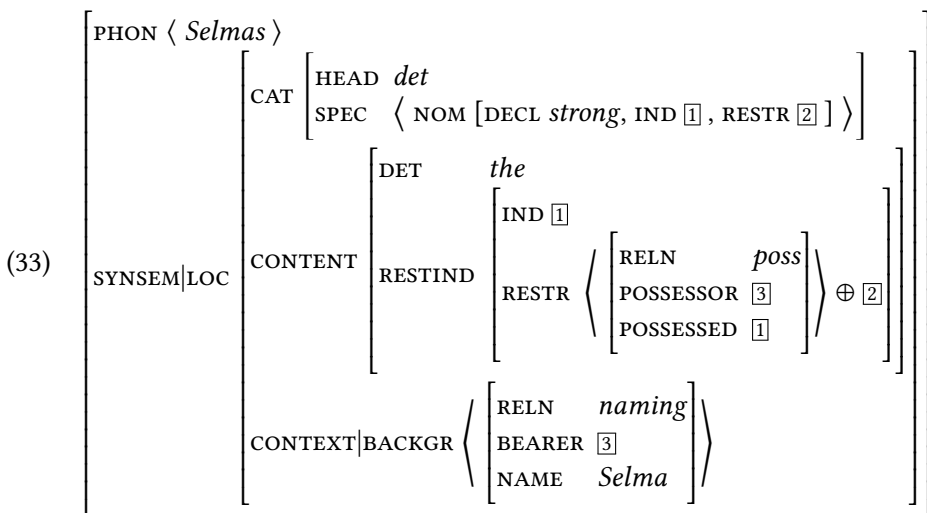 PHON ⟨ Selmas ⟩
HEAD det
CAT
SPEC ⟨ NOM [DECL strong, IND 1 , RESTR 2 ] ⟩
DET the
IND 1
(33) SYNSEM|LOC CONTENT RESTIND
RELN poss
RESTR ⟨ POSSESSOR 3 ⟩ ⊕ 2
POSSESSED 1
RELN naming
CONTEXT|BACKGR ⟨ BEARER 3 ⟩
NAME Selma